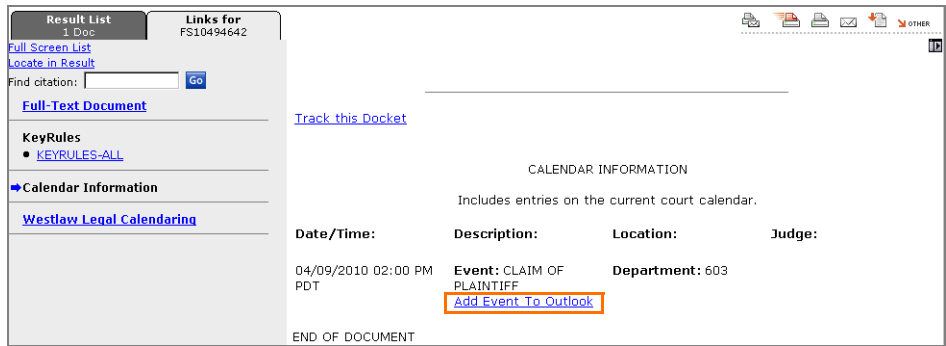 Result List
1 Doc
Links for
FS10494642
OTHER
Full Screen List
Locate in Result
Find citation:
Go
Full-Text Document
KeyRules
• KEYRULES-ALL
Calendar Information
Westlaw Legal Calendaring
Track this Docket
CALENDAR INFORMATION
Includes entries on the current court calendar.
Date/Time: Description: Location: Judge:
04/09/2010 02:00 PM Event: CLAIM OF Department: 603
PDT PLAINTIFF
Add Event To Outlook
END OF DOCUMENT